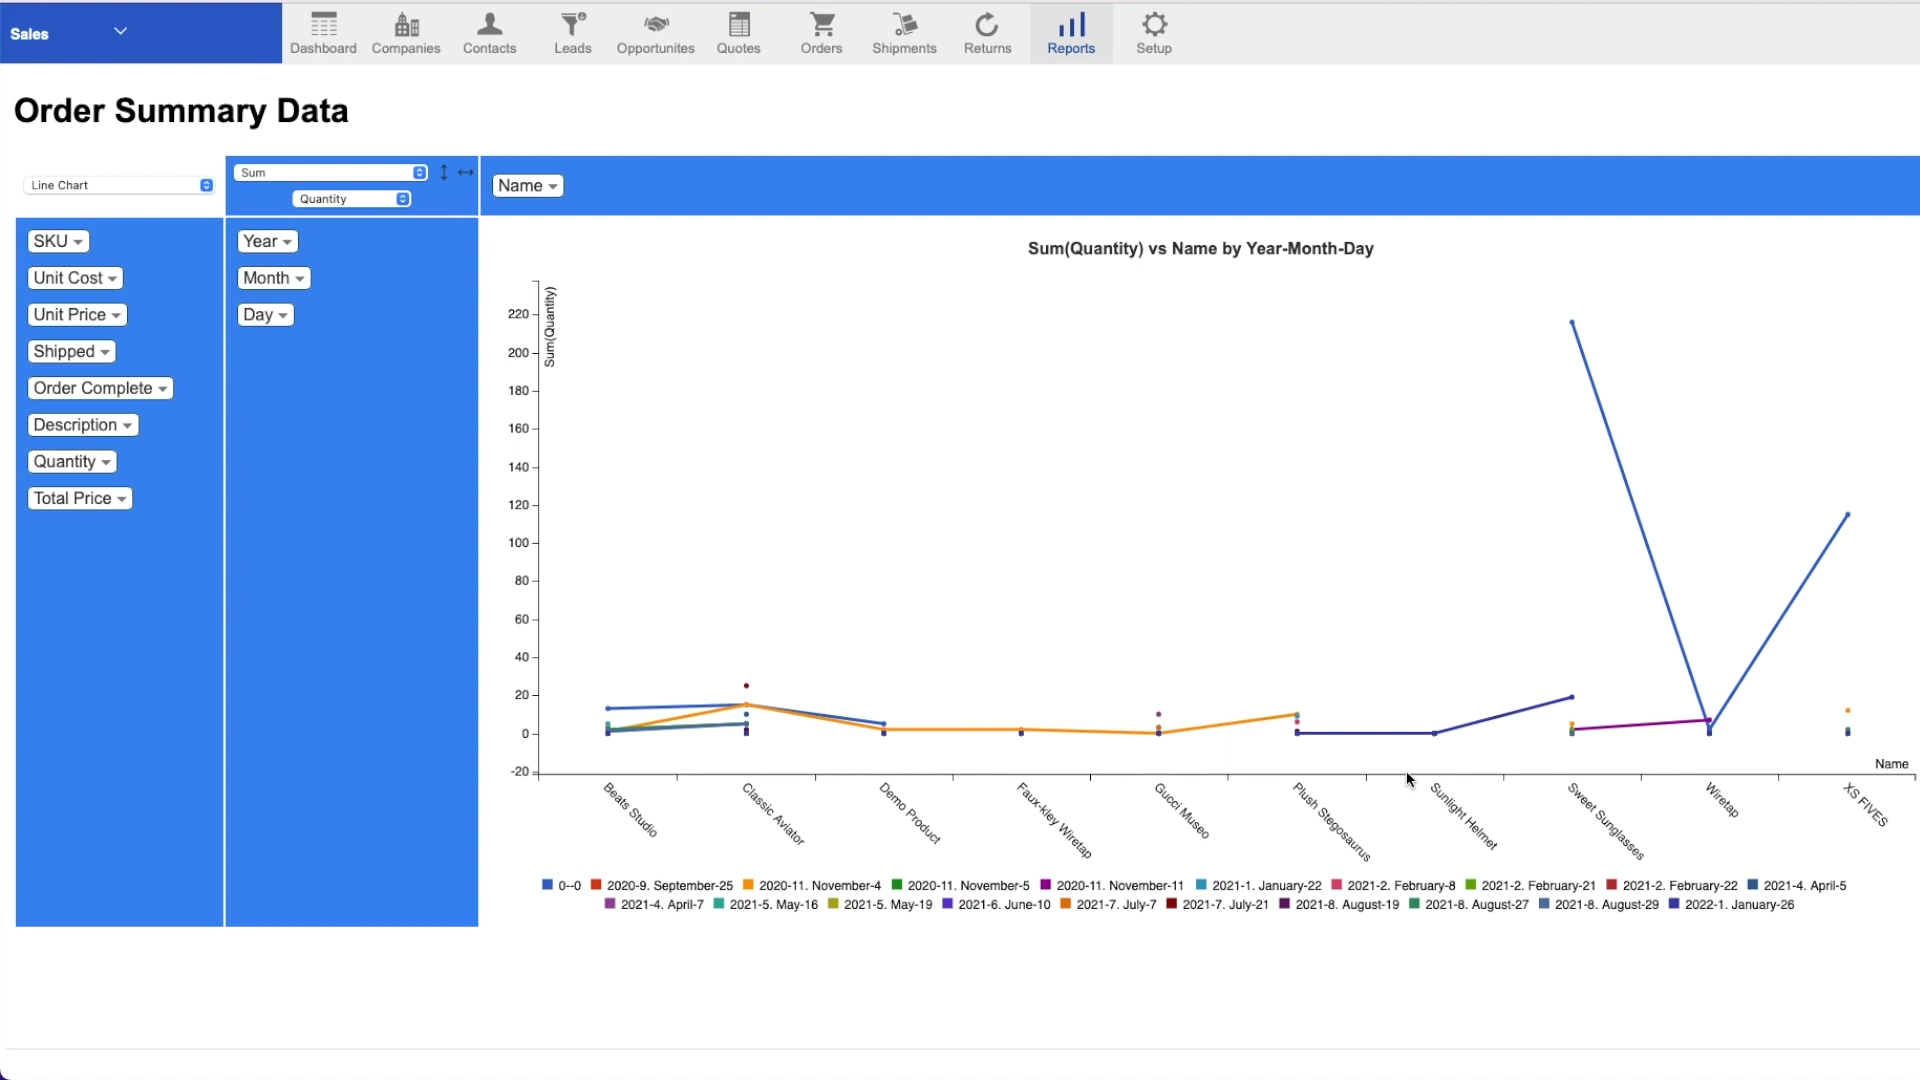 Sales
Dashboard Companies Contacts Leads Opportunites Quotes Orders Shipments Returns Reports Setup
Order Summary Data
Line Chart
Sum
Quantity
Name
SKU
Unit Cost
Unit Price
Shipped
Order Complete
Description
Quantity
Total Price
Year
Month
Day
Sum(Quantity) vs Name by Year-Month-Day
Sum(Quantity)
220
200
180
160
140
120
100
80
60
40
20
0
-20
Name
Beats Studio
Classic Aviator
Demo Product
Faux-kley Wiretap
Gucci Museo
Plush Stegosaurus
Sunlight Helmet
Sweet Sunglasses
Wiretap
XS FIVES
0--0 2020-9. September-25 2020-11. November-4 2020-11. November-5 2020-11. November-11 2021-1. January-22 2021-2. February-8 2021-2. February-21 2021-2. February-22 2021-4. April-5
2021-4. April-7 2021-5. May-16 2021-5. May-19 2021-6. June-10 2021-7. July-7 2021-7. July-21 2021-8. August-19 2021-8. August-27 2021-8. August-29 2022-1. January-26